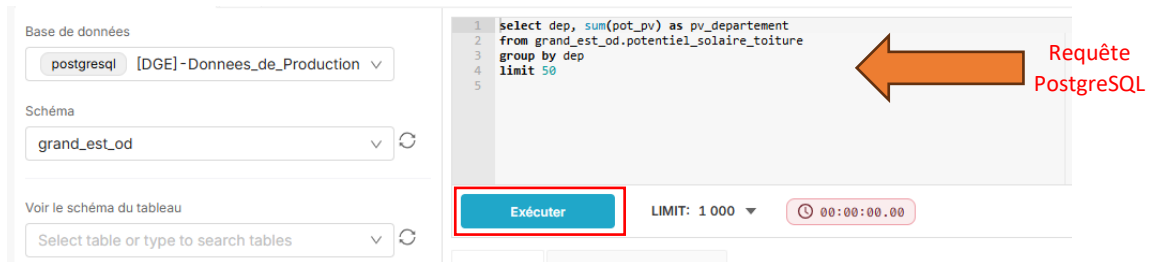 Base de données
postgresql [DGE]-Donnees_de_Production
Schéma
grand_est_od
Voir le schéma du tableau
Select table or type to search tables
1 select dep, sum(pot_pv) as pv_departement
2 from grand_est_od.potentiel_solaire_toiture
3 group by dep
4 limit 50
5
Requête
PostgreSQL
Exécuter LIMIT: 1 000 00:00:00.00